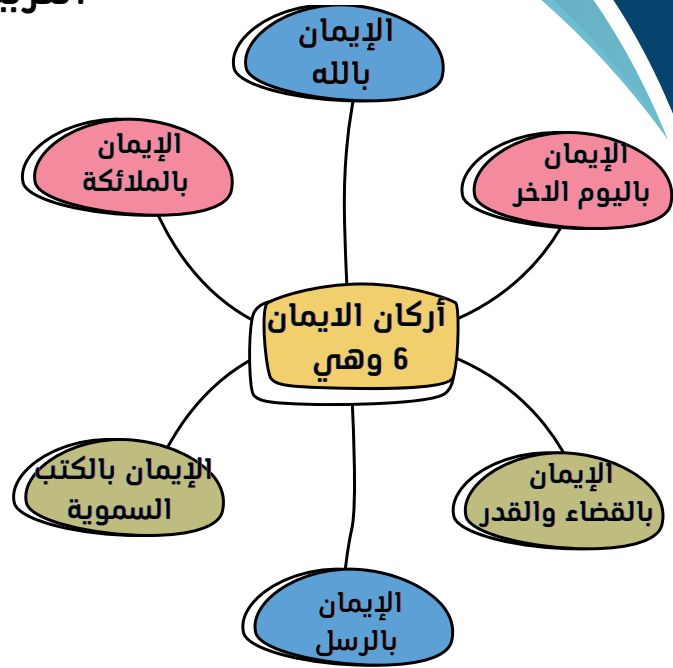 الإيمان
بالله
الإيمان
باليوم الاخر
الإيمان
بالملائكة
أركان الايمان
6 وهي
الإيمان
بالقضاء والقدر
الإيمان بالكتب
السموية
الإيمان
بالرسل